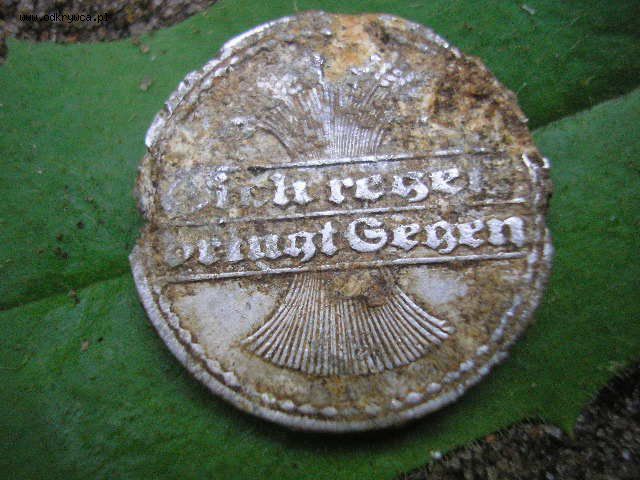 www.odkrywca.pl
Sich regen
bringt Segen